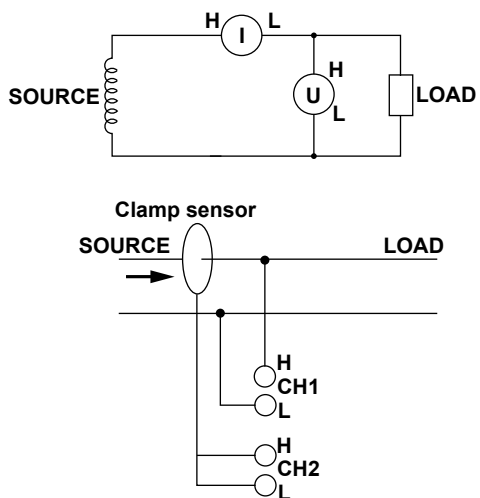 H I L
H
SOURCE U LOAD
L
Clamp sensor
SOURCE LOAD
H
CH1
L
H
CH2
L